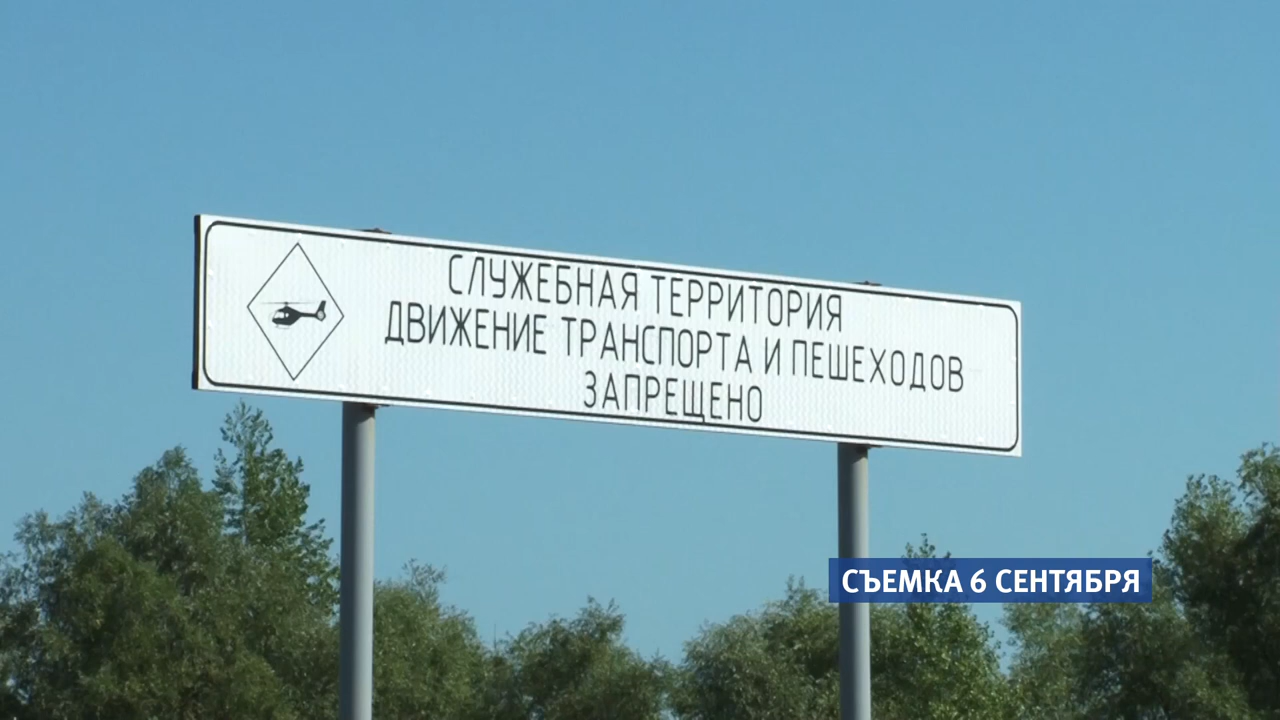 СЛУЖЕБНАЯ ТЕРРИТОРИЯ
ДВИЖЕНИЕ ТРАНСПОРТА И ПЕШЕХОДОВ
ЗАПРЕЩЕНО
СЪЕМКА 6 СЕНТЯБРЯ